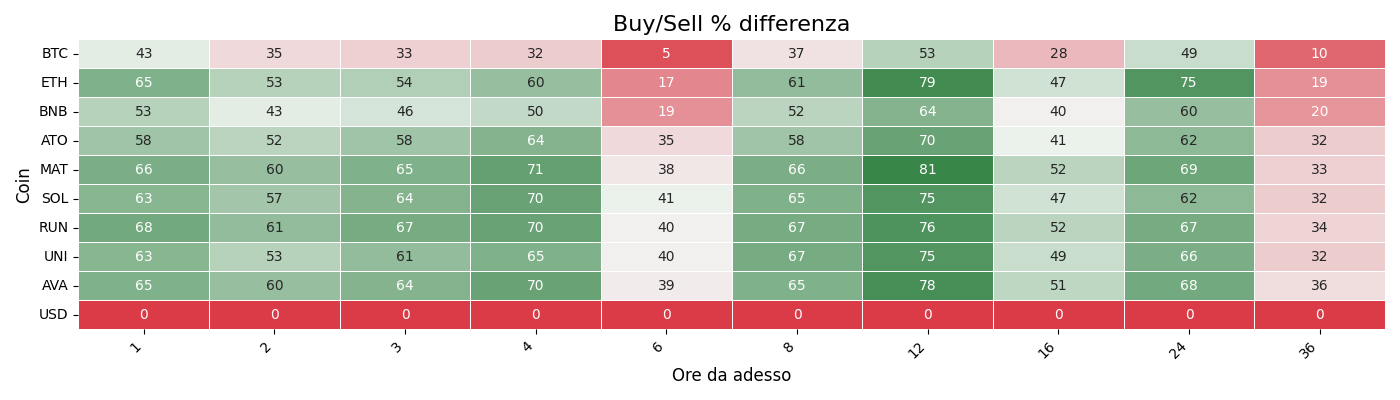 Buy/Sell % differenza
Coin
BTC 43 35 33 32 5 37 53 28 49 10
ETH 65 53 54 60 17 61 79 47 75 19
BNB 53 43 46 50 19 52 64 40 60 20
ATO 58 52 58 64 35 58 70 41 62 32
MAT 66 60 65 71 38 66 81 52 69 33
SOL 63 57 64 70 41 65 75 47 62 32
RUN 68 61 67 70 40 67 76 52 67 34
UNI 63 53 61 65 40 67 75 49 66 32
AVA 65 60 64 70 39 65 78 51 68 36
USD 0 0 0 0 0 0 0 0 0 0
1 2 3 4 6 8 12 16 24 36
Ore da adesso